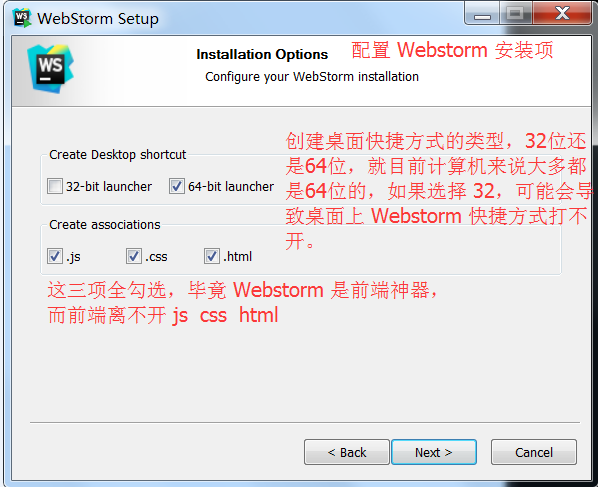 WebStorm Setup
Installation Options 配置 Webstorm 安装项
WS
Configure your WebStorm installation
创建桌面快捷方式的类型，32位还
是64位，就目前计算机来说大多都
是64位的，如果选择 32，可能会导
致桌面上 Webstorm 快捷方式打不
开。
Create Desktop shortcut
32-bit launcher 64-bit launcher
Create associations
.js .css .html
这三项全勾选，毕竟 Webstorm 是前端神器，
而前端离不开 js css html
< Back Next > Cancel